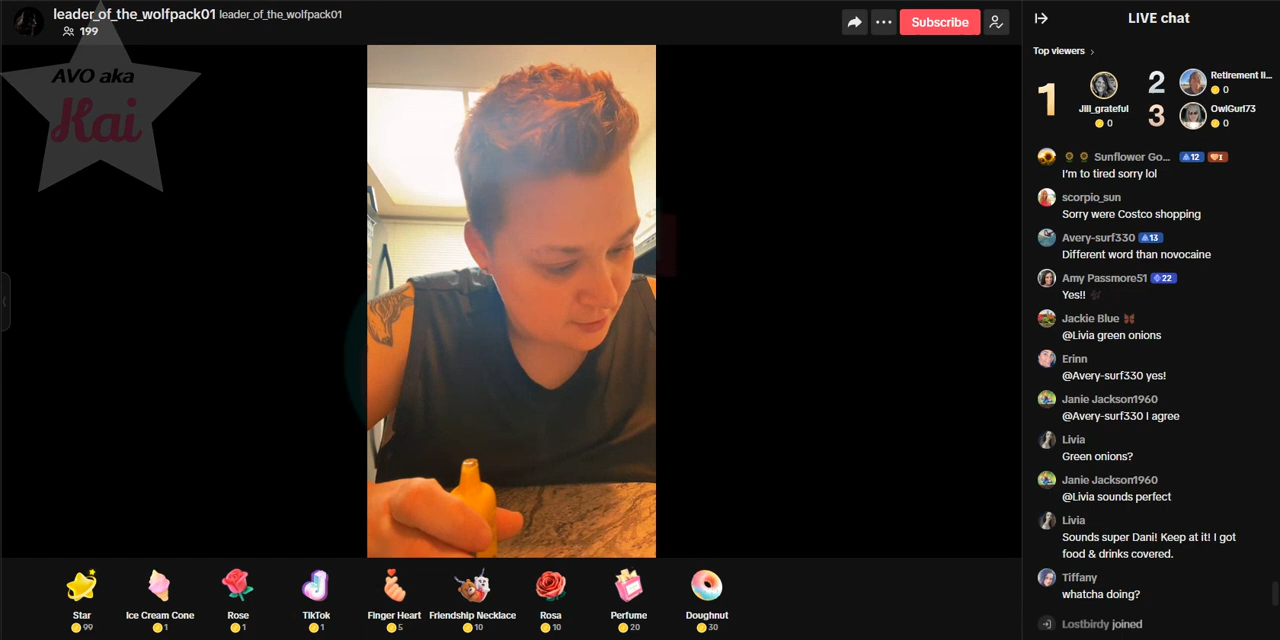 leader_of_the_wolfpack01 leader_of_the_wolfpack01
199
Subscribe
AVO aka
Kai
LIVE chat
Top viewers
1
Jill_grateful
0
2
Retirement li...
0
3
OwlGurl73
0
Sunflower Go... 12 1
I'm to tired sorry lol
scorpio_sun
Sorry were Costco shopping
Avery-surf330 13
Different word than novocaine
Amy Passmore51 22
Yes!!
Jackie Blue
@Livia green onions
Erinn
@Avery-surf330 yes!
Janie Jackson1960
@Avery-surf330 I agree
Livia
Green onions?
Janie Jackson1960
@Livia sounds perfect
Livia
Sounds super Dani! Keep at it! I got
food & drinks covered.
Tiffany
whatcha doing?
Lostbirdy joined
Star
99
Ice Cream Cone
1
Rose
1
TikTok
1
Finger Heart
5
Friendship Necklace
10
Rosa
10
Perfume
20
Doughnut
30